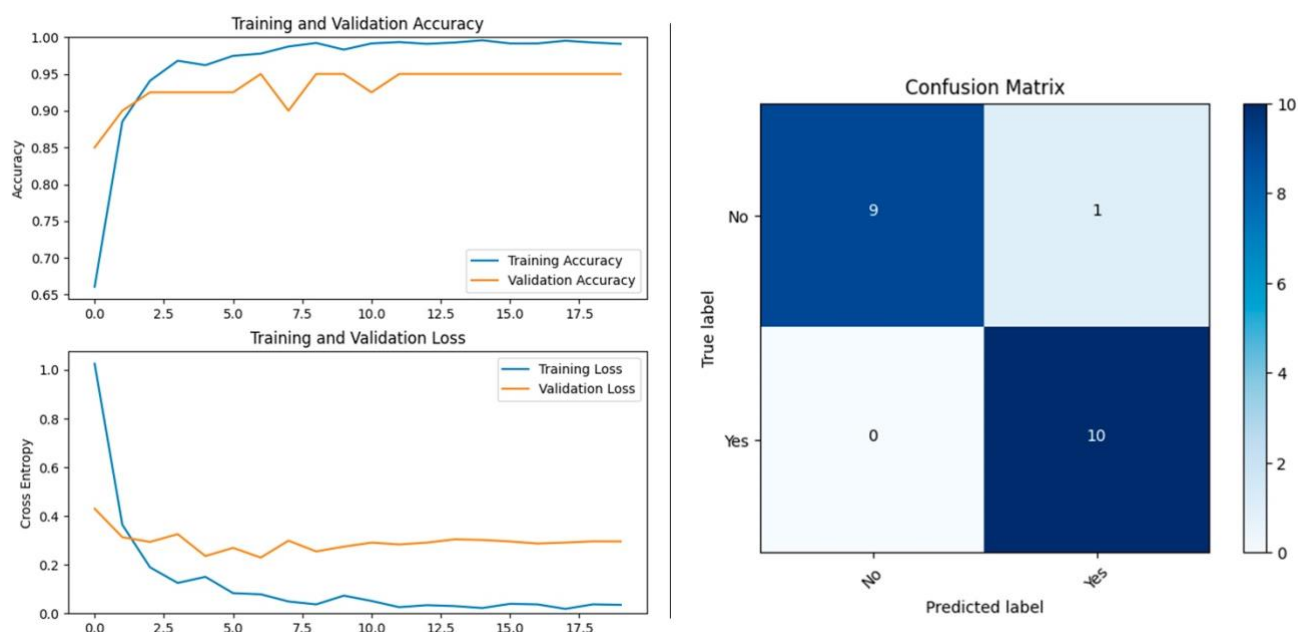 Training and Validation Accuracy
1.00
0.95
0.90
0.85
0.80
0.75
0.70
0.65
Accuracy
Training Accuracy
Validation Accuracy
0.0 2.5 5.0 7.5 10.0 12.5 15.0 17.5
Training and Validation Loss
1.0
0.8
0.6
0.4
0.2
0.0
Cross Entropy
Training Loss
Validation Loss
0.0 2.5 5.0 7.5 10.0 12.5 15.0 17.5
Confusion Matrix
True label
No
9 1
Yes
0 10
No Yes
Predicted label
10
8
6
4
2
0